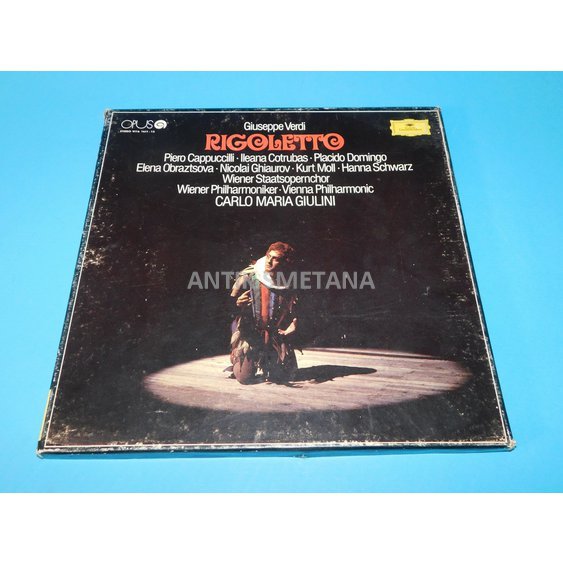 OPUS
Giuseppe Verdi
RIGOLETTO
Piero Cappuccilli · Ileana Cotrubas · Placido Domingo
Elena Obraztsova · Nicolai Ghiaurov · Kurt Moll · Hanna Schwarz
Wiener Staatsopernchor
Wiener Philharmoniker · Vienna Philharmonic
CARLO MARIA GIULINI